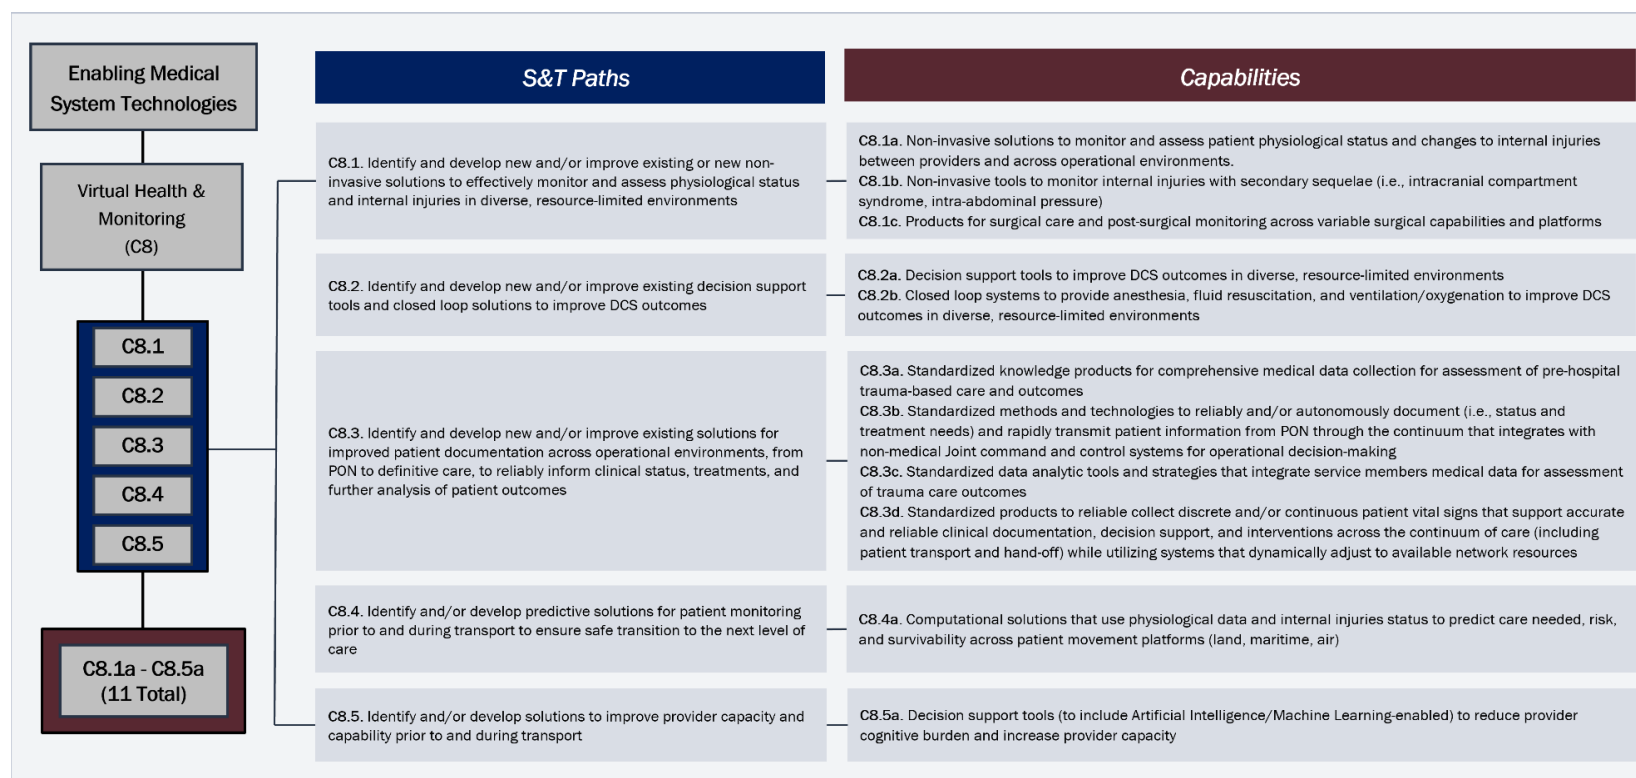 Enabling Medical
System Technologies
Virtual Health &
Monitoring
(C8)
C8.1
C8.2
C8.3
C8.4
C8.5
C8.1a - C8.5a
(11 Total)
S&T Paths
Capabilities
C8.1. Identify and develop new and/or improve existing or new non-
invasive solutions to effectively monitor and assess physiological status
and internal injuries in diverse, resource-limited environments
C8.1a. Non-invasive solutions to monitor and assess patient physiological status and changes to internal injuries
between providers and across operational environments.
C8.1b. Non-invasive tools to monitor internal injuries with secondary sequelae (i.e., intracranial compartment
syndrome, intra-abdominal pressure)
C8.1c. Products for surgical care and post-surgical monitoring across variable surgical capabilities and platforms
C8.2. Identify and develop new and/or improve existing decision support
tools and closed loop solutions to improve DCS outcomes
C8.2a. Decision support tools to improve DCS outcomes in diverse, resource-limited environments
C8.2b. Closed loop systems to provide anesthesia, fluid resuscitation, and ventilation/oxygenation to improve DCS
outcomes in diverse, resource-limited environments
C8.3. Identify and develop new and/or improve existing solutions for
improved patient documentation across operational environments, from
PON to definitive care, to reliably inform clinical status, treatments, and
further analysis of patient outcomes
C8.3a. Standardized knowledge products for comprehensive medical data collection for assessment of pre-hospital
trauma-based care and outcomes
C8.3b. Standardized methods and technologies to reliably and/or autonomously document (i.e., status and
treatment needs) and rapidly transmit patient information from PON through the continuum that integrates with
non-medical Joint command and control systems for operational decision-making
C8.3c. Standardized data analytic tools and strategies that integrate service members medical data for assessment
of trauma care outcomes
C8.3d. Standardized products to reliable collect discrete and/or continuous patient vital signs that support accurate
and reliable clinical documentation, decision support, and interventions across the continuum of care (including
patient transport and hand-off) while utilizing systems that dynamically adjust to available network resources
C8.4. Identify and/or develop predictive solutions for patient monitoring
prior to and during transport to ensure safe transition to the next level of
care
C8.4a. Computational solutions that use physiological data and internal injuries status to predict care needed, risk,
and survivability across patient movement platforms (land, maritime, air)
C8.5. Identify and/or develop solutions to improve provider capacity and
capability prior to and during transport
C8.5a. Decision support tools (to include Artificial Intelligence/Machine Learning-enabled) to reduce provider
cognitive burden and increase provider capacity